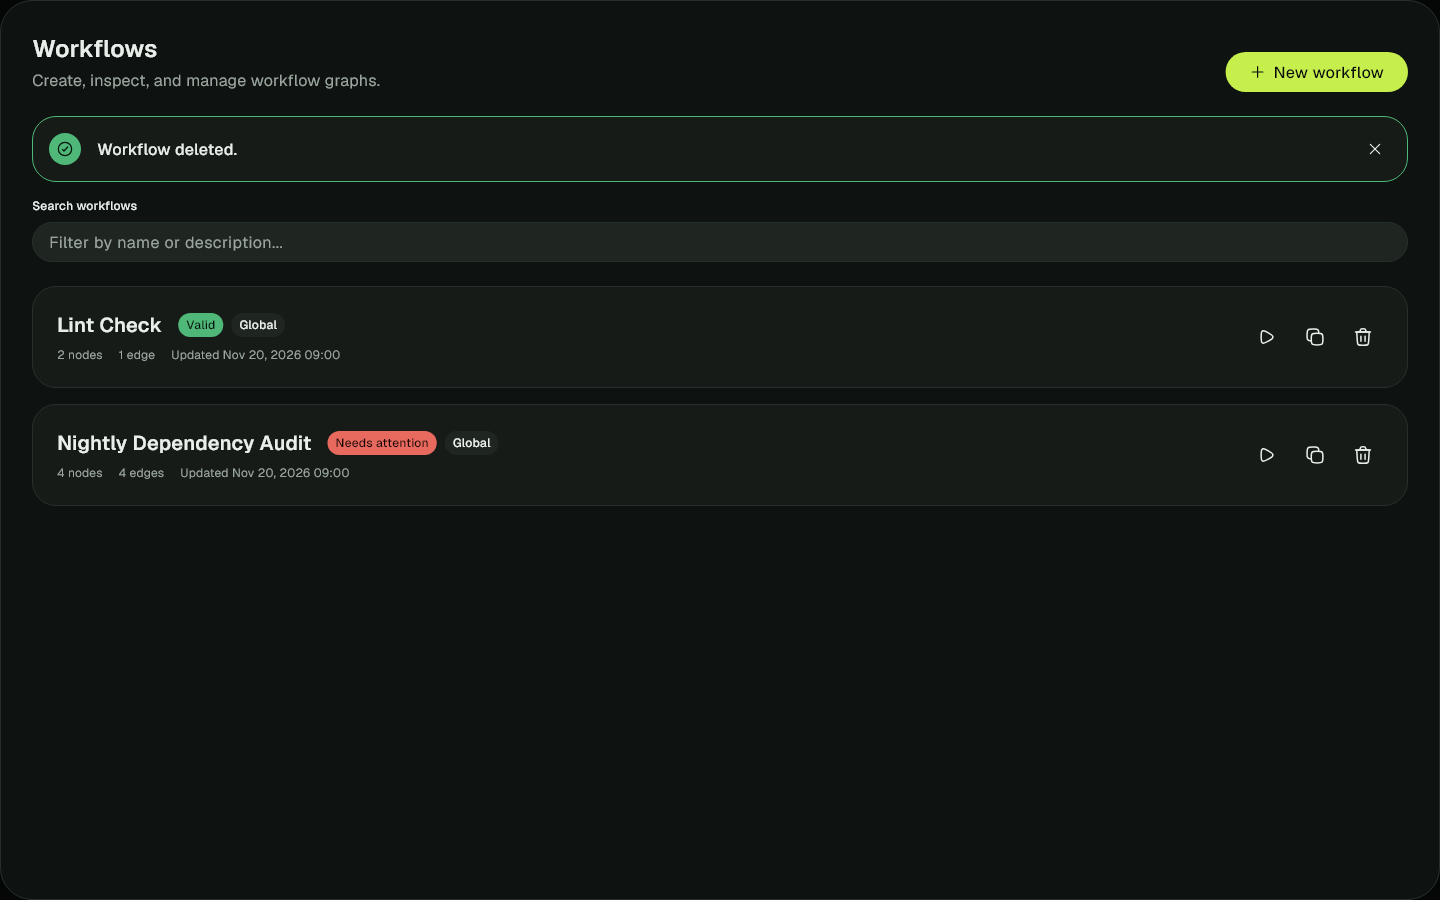 Workflows
Create, inspect, and manage workflow graphs.
New workflow
Workflow deleted.
Search workflows
Filter by name or description...
Lint Check Valid Global
2 nodes 1 edge Updated Nov 20, 2026 09:00
Nightly Dependency Audit Needs attention Global
4 nodes 4 edges Updated Nov 20, 2026 09:00